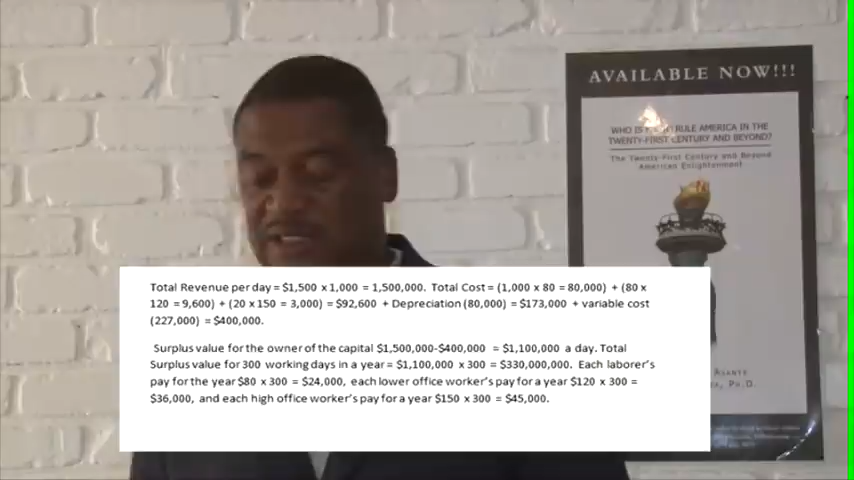 AVAILABLE NOW!!!
WHO IS RULE AMERICA IN THE
TWENTY-FIRST CENTURY AND BEYOND?
The Twenty-First Century and Beyond
American Enlightenment
Total Revenue per day = $1,500 x 1,000 = 1,500,000. Total Cost = (1,000 x 80 = 80,000) + (80 x
120 = 9,600) + (20 x 150 = 3,000) = $92,600 + Depreciation (80,000) = $173,000 + variable cost
(227,000) = $400,000.
Surplus value for the owner of the capital $1,500,000-$400,000 = $1,100,000 a day. Total
Surplus value for 300 working days in a year = $1,100,000 x 300 = $330,000,000. Each laborer's
pay for the year $80 x 300 = $24,000, each lower office worker's pay for a year $120 x 300 =
$36,000, and each high office worker's pay for a year $150 x 300 = $45,000.
ASANTE
PH.D.